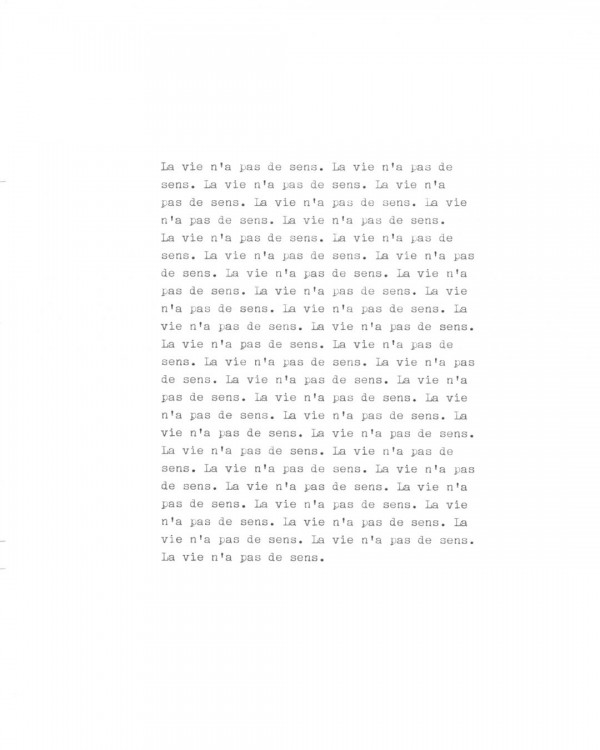 La vie n'a pas de sens. La vie n'a pas de
sens. La vie n'a pas de sens. La vie n'a
pas de sens. La vie n'a pas de sens. La vie
n'a pas de sens. La vie n'a pas de sens.
La vie n'a pas de sens. La vie n'a pas de
sens. La vie n'a pas de sens. La vie n'a pas
de sens. La vie n'a pas de sens. La vie n'a
pas de sens. La vie n'a pas de sens. La vie
n'a pas de sens. La vie n'a pas de sens. La
vie n'a pas de sens. La vie n'a pas de sens.
La vie n'a pas de sens. La vie n'a pas de
sens. La vie n'a pas de sens. La vie n'a pas
de sens. La vie n'a pas de sens. La vie n'a
pas de sens. La vie n'a pas de sens. La vie
n'a pas de sens. La vie n'a pas de sens. La
vie n'a pas de sens. La vie n'a pas de sens.
La vie n'a pas de sens. La vie n'a pas de
sens. La vie n'a pas de sens. La vie n'a pas
de sens. La vie n'a pas de sens. La vie n'a
pas de sens. La vie n'a pas de sens. La vie
n'a pas de sens. La vie n'a pas de sens. La
vie n'a pas de sens. La vie n'a pas de sens.
La vie n'a pas de sens.